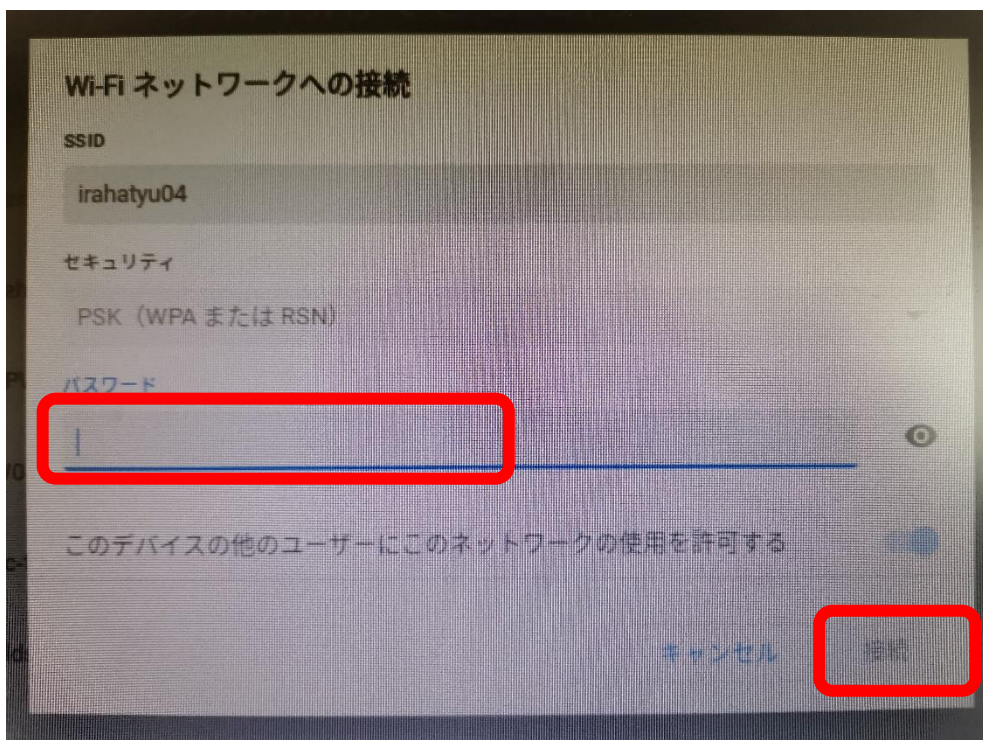 Wi-Fi ネットワークへの接続
SSID
irahatyu04
セキュリティ
PSK（WPA または RSN）
パスワード
このデバイスの他のユーザーにこのネットワークの使用を許可する
キャンセル 接続